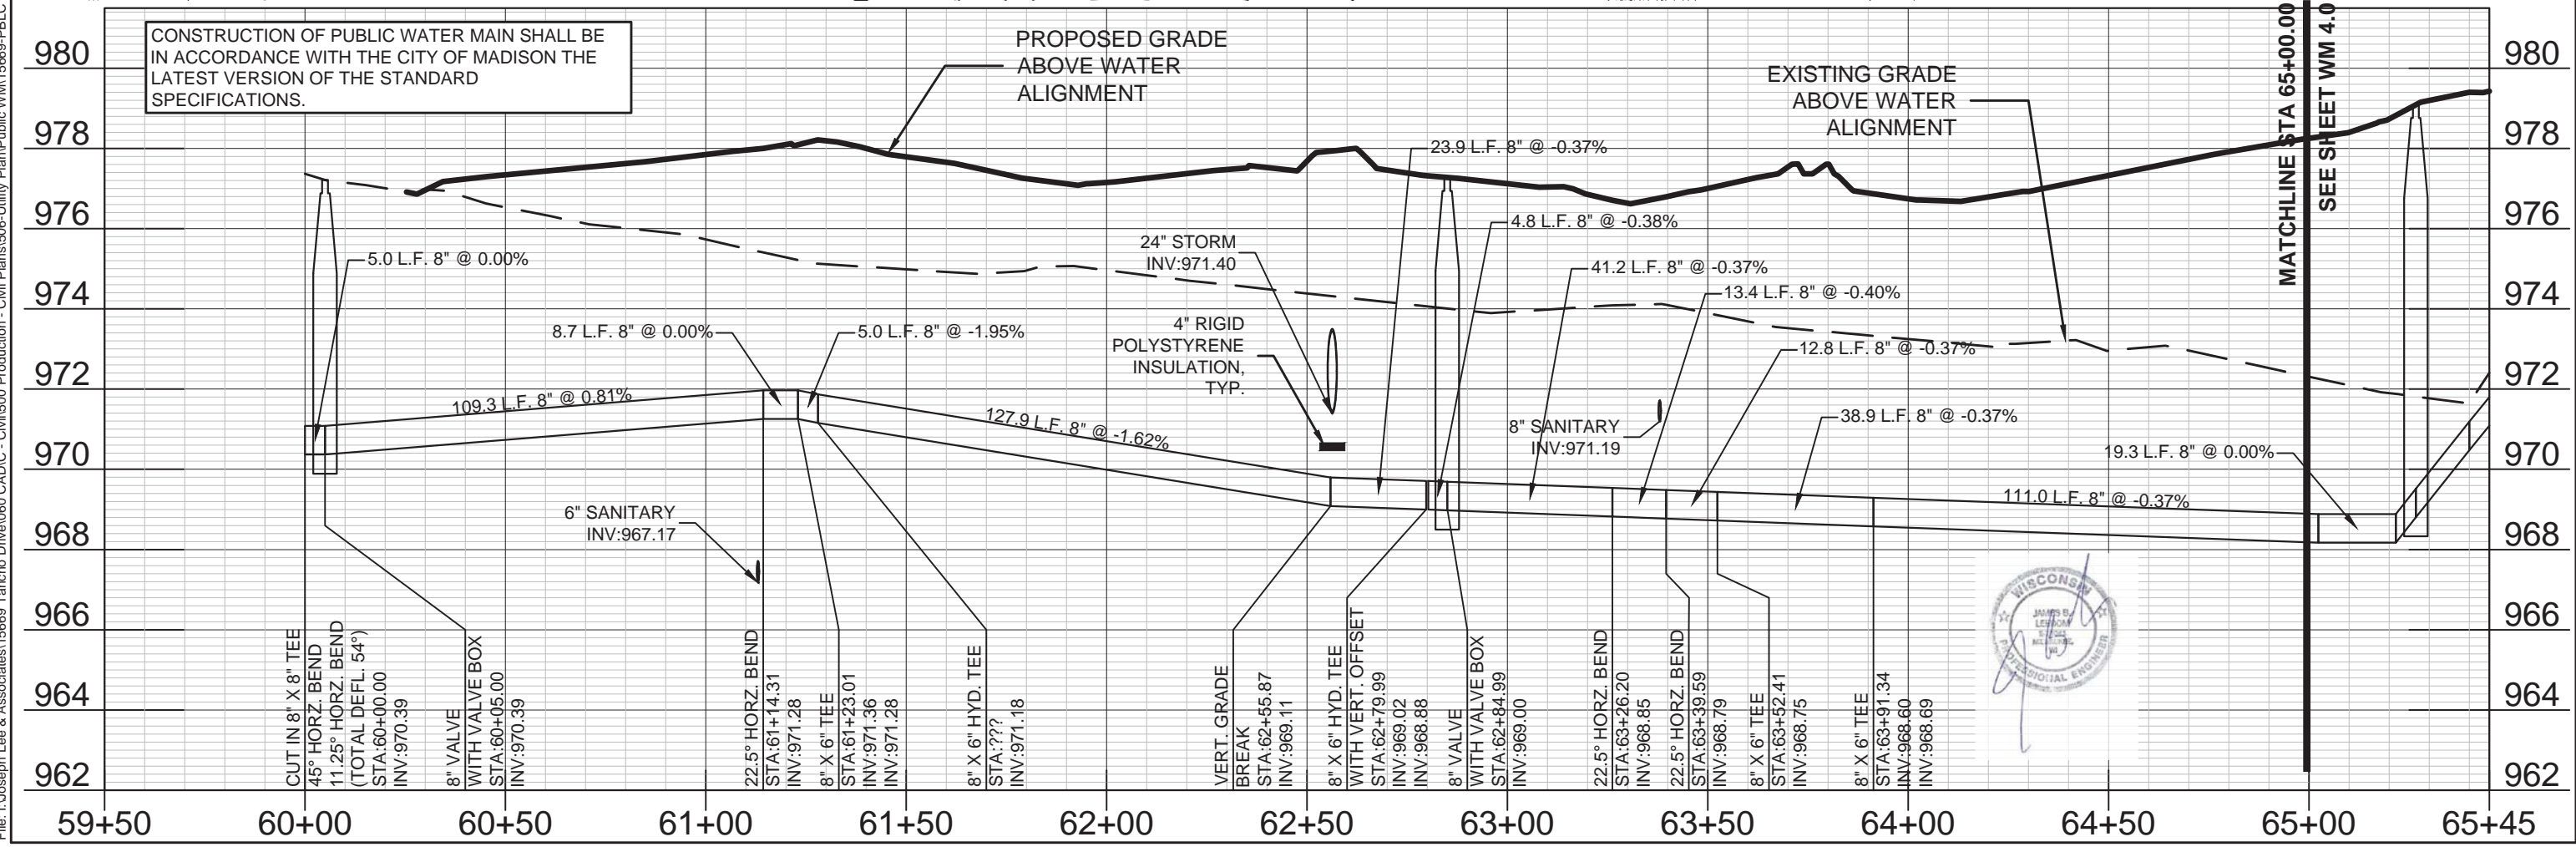 CONSTRUCTION OF PUBLIC WATER MAIN SHALL BE
IN ACCORDANCE WITH THE CITY OF MADISON THE
LATEST VERSION OF THE STANDARD
SPECIFICATIONS.
PROPOSED GRADE
ABOVE WATER
ALIGNMENT
EXISTING GRADE
ABOVE WATER
ALIGNMENT
MATCHLINE STA 65+00.00
SEE SHEET WM 4.0
980
978
976
974
972
970
968
966
964
962
980
978
976
974
972
970
968
966
964
962
5.0 L.F. 8" @ 0.00%
109.3 L.F. 8" @ 0.81%
8.7 L.F. 8" @ 0.00%
5.0 L.F. 8" @ -1.95%
127.9 L.F. 8" @ -1.62%
24" STORM
INV:971.40
4" RIGID
POLYSTYRENE
INSULATION,
TYP.
23.9 L.F. 8" @ -0.37%
4.8 L.F. 8" @ -0.38%
41.2 L.F. 8" @ -0.37%
13.4 L.F. 8" @ -0.40%
12.8 L.F. 8" @ -0.37%
38.9 L.F. 8" @ -0.37%
8" SANITARY
INV:971.19
19.3 L.F. 8" @ 0.00%
111.0 L.F. 8" @ -0.37%
6" SANITARY
INV:967.17
CUT IN 8" X 8" TEE
45° HORZ. BEND
11.25° HORZ. BEND
(TOTAL DEFL. 54°)
STA:60+00.00
INV:970.39
8" VALVE
WITH VALVE BOX
STA:60+05.00
INV:970.39
22.5° HORZ. BEND
STA:61+14.31
INV:971.28
8" X 6" TEE
STA:61+23.01
INV:971.36
INV:971.28
8" X 6" HYD. TEE
STA:???
INV:971.18
VERT. GRADE
BREAK
STA:62+55.87
INV:969.11
8" X 6" HYD. TEE
WITH VERT. OFFSET
STA:62+79.99
INV:969.02
INV:968.88
8" VALVE
WITH VALVE BOX
STA:62+84.99
INV:969.00
22.5° HORZ. BEND
STA:63+26.20
INV:968.85
22.5° HORZ. BEND
STA:63+39.59
INV:968.79
8" X 6" TEE
STA:63+52.41
INV:968.75
8" X 6" TEE
STA:63+91.34
INV:968.60
INV:968.69
WISCONSIN
JAMES B.
PROFESSIONAL ENGINEER
59+50
60+00
60+50
61+00
61+50
62+00
62+50
63+00
63+50
64+00
64+50
65+00
65+45